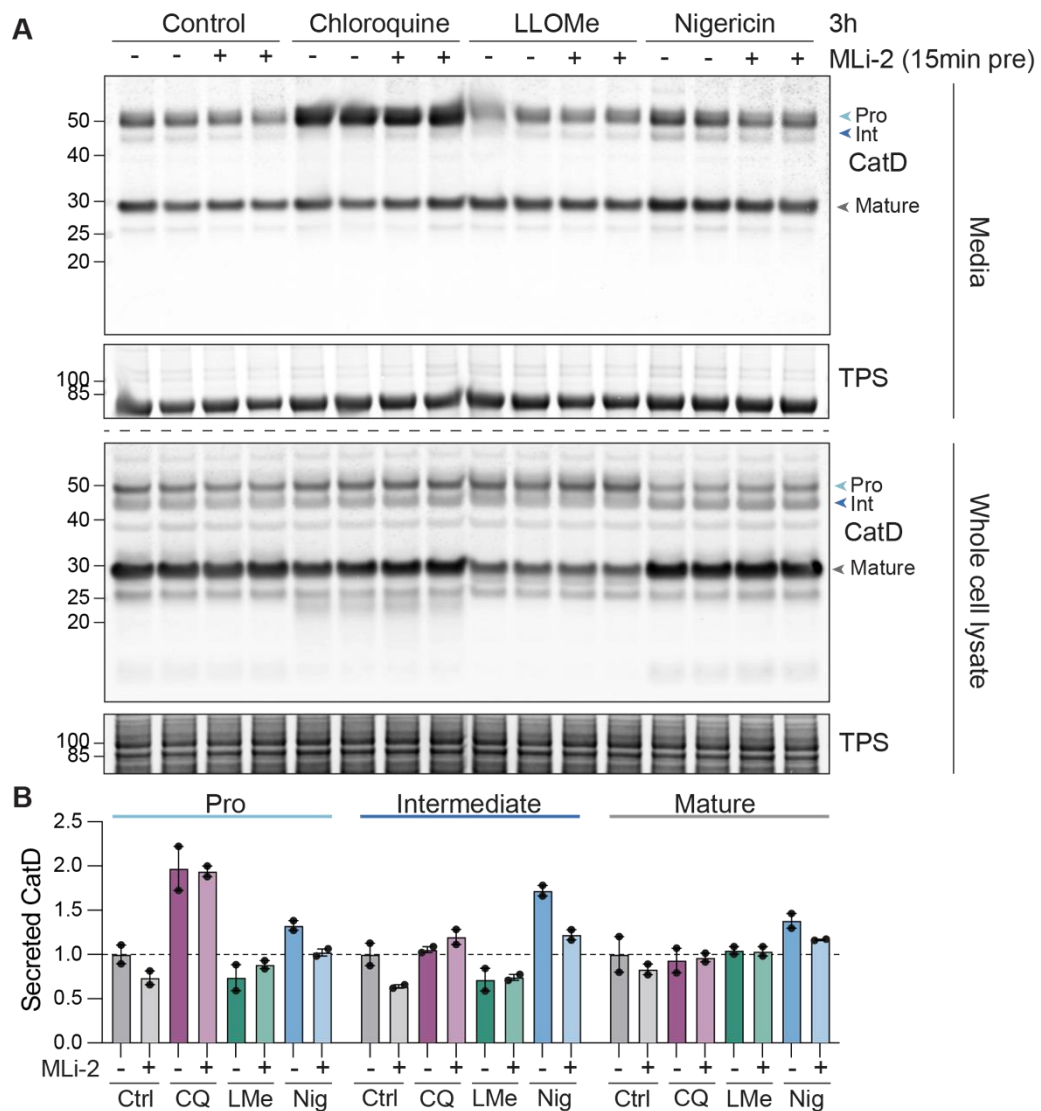 A
Control Chloroquine LLOMe Nigericin 3h
- - + + - - + + - - + + - - + + MLi-2 (15min pre)
50
40
30
25
20
Pro
Int
CatD
Mature
Media
100
85
TPS
50
40
30
25
20
Pro
Int
CatD
Mature
Whole cell lysate
100
85
TPS
B
Pro Intermediate Mature
Secreted CatD
2.5
2.0
1.5
1.0
0.5
0.0
MLi-2 - + - + - + - + - + - + - + - + - + - + - + - +
Ctrl CQ LMe Nig Ctrl CQ LMe Nig Ctrl CQ LMe Nig